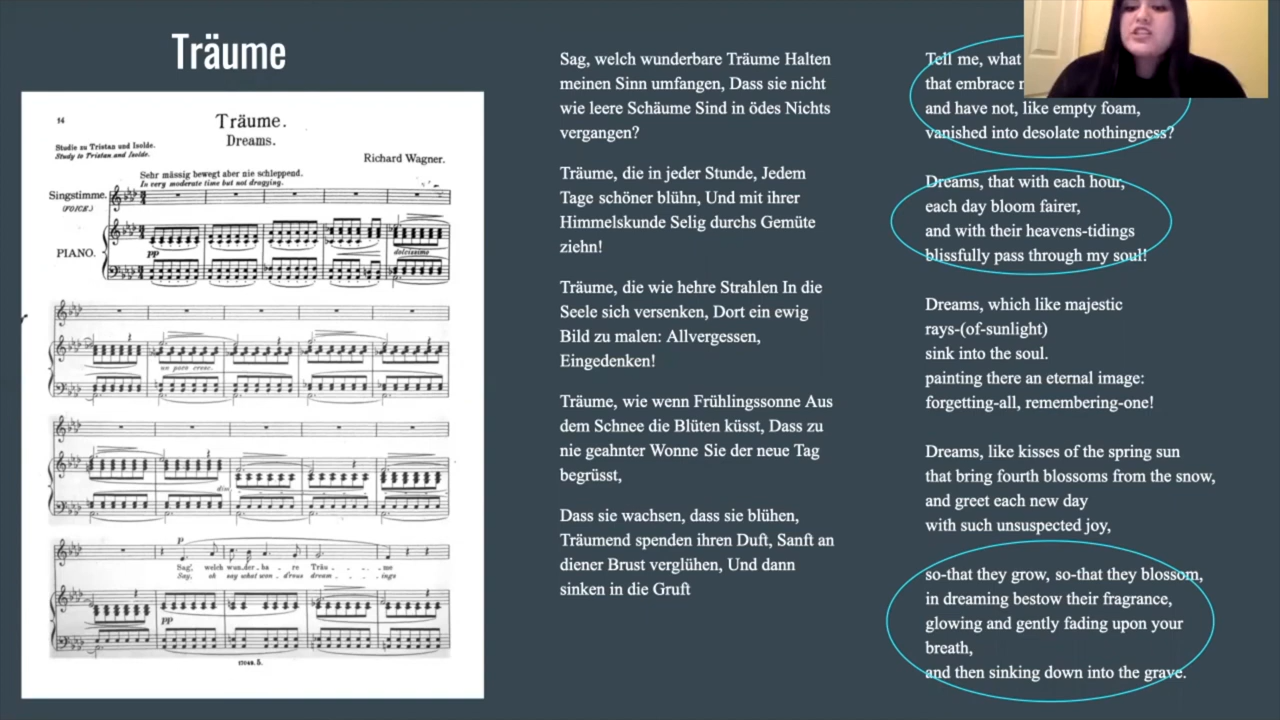 Träume
14
Träume.
Dreams.
Studie zu Tristan und Isolde.
Study to Tristan and Isolde.
Richard Wagner.
Sehr mässig bewegt aber nie schleppend.
In very moderate time but not dragging.
Singstimme.
(VOICE.)
PIANO.
pp
dolcissimo
un poco cresc.
dim.
p
Sag', welch wun-der-ba-re Träu-me
Say, oh say what won-d'rous dream-ings
pp
17049. 5.
Sag, welch wunderbare Träume Halten
meinen Sinn umfangen, Dass sie nicht
wie leere Schäume Sind in ödes Nichts
vergangen?
Träume, die in jeder Stunde, Jedem
Tage schöner blühn, Und mit ihrer
Himmelskunde Selig durchs Gemüte
ziehn!
Träume, die wie hehre Strahlen In die
Seele sich versenken, Dort ein ewig
Bild zu malen: Allvergessen,
Eingedenken!
Träume, wie wenn Frühlingssonne Aus
dem Schnee die Blüten küsst, Dass zu
nie geahnter Wonne Sie der neue Tag
begrüsst,
Dass sie wachsen, dass sie blühen,
Träumend spenden ihren Duft, Sanft an
diener Brust verglühen, Und dann
sinken in die Gruft
Tell me, what
that embrace
and have not, like empty foam,
vanished into desolate nothingness?
Dreams, that with each hour,
each day bloom fairer,
and with their heavens-tidings
blissfully pass through my soul!
Dreams, which like majestic
rays-(of-sunlight)
sink into the soul.
painting there an eternal image:
forgetting-all, remembering-one!
Dreams, like kisses of the spring sun
that bring fourth blossoms from the snow,
and greet each new day
with such unsuspected joy,
so-that they grow, so-that they blossom,
in dreaming bestow their fragrance,
glowing and gently fading upon your
breath,
and then sinking down into the grave.